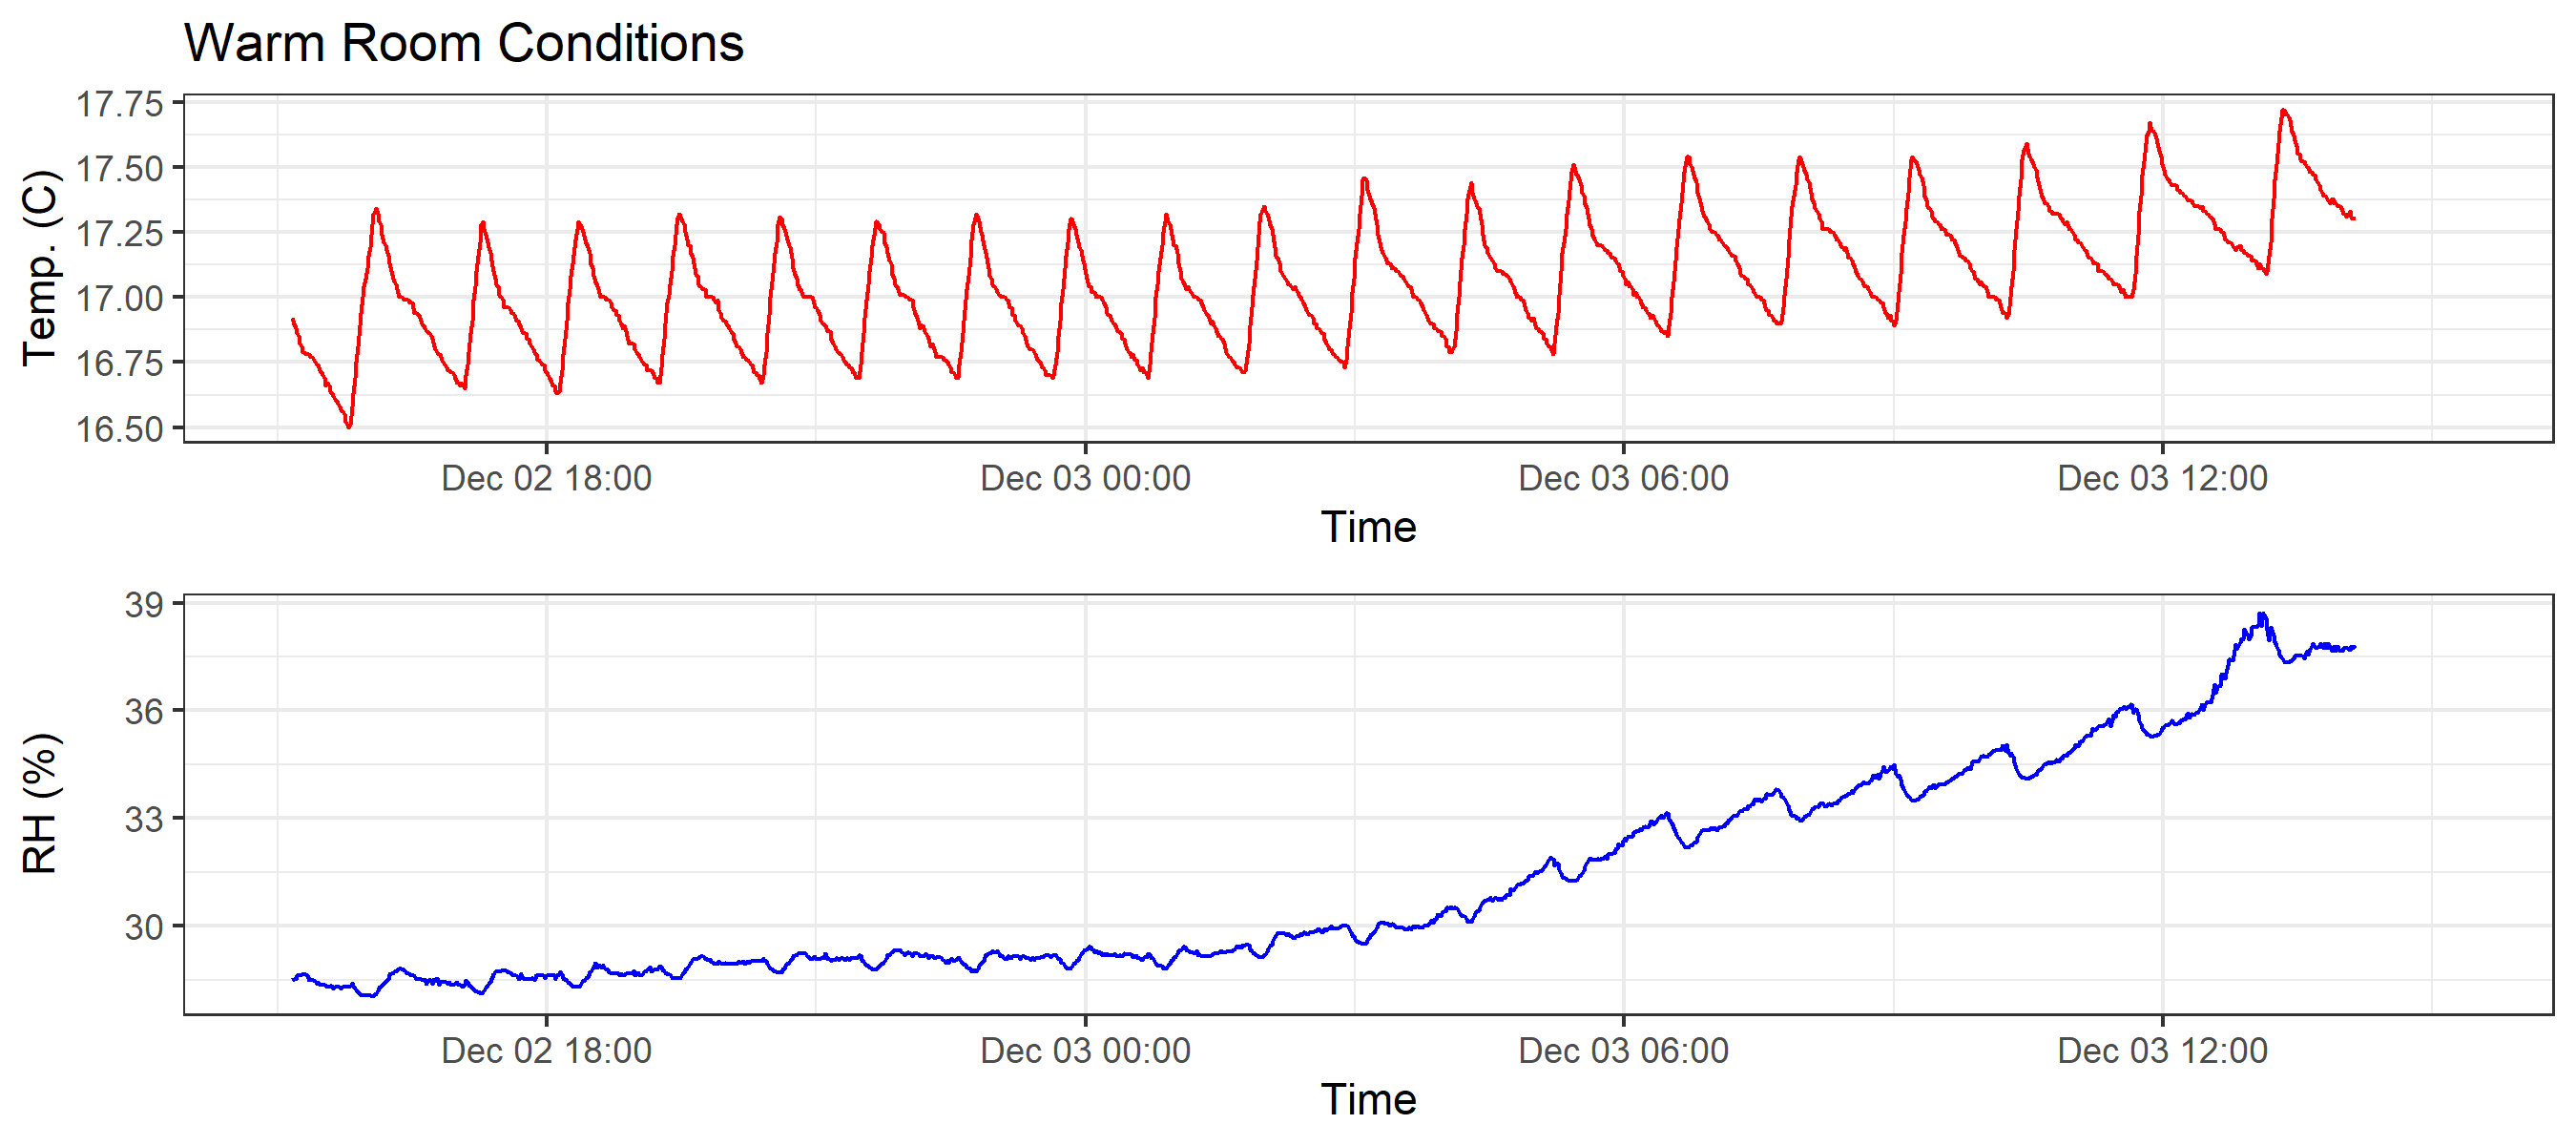 Warm Room Conditions
17.75
17.50
17.25
17.00
16.75
16.50
Temp. (C)
Dec 02 18:00 Dec 03 00:00 Dec 03 06:00 Dec 03 12:00
Time
39
36
33
30
RH (%)
Dec 02 18:00 Dec 03 00:00 Dec 03 06:00 Dec 03 12:00
Time